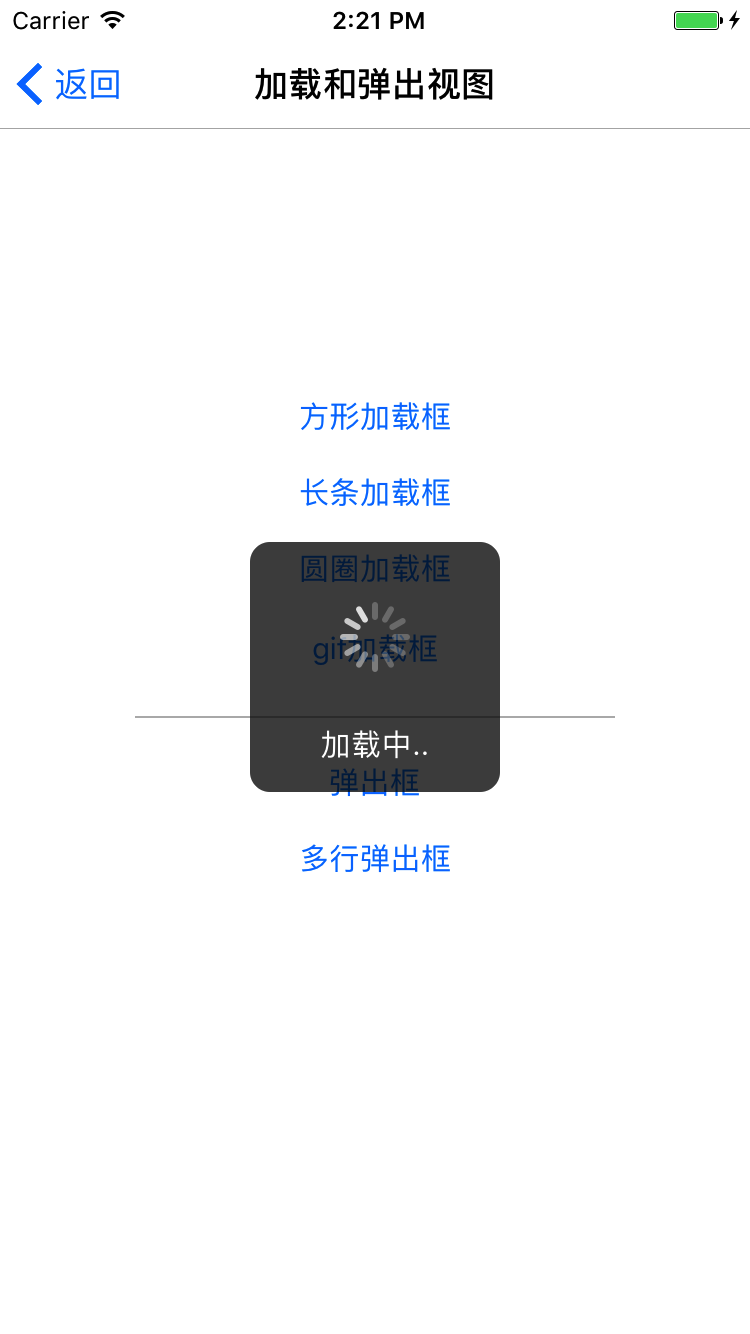 Carrier 2:21 PM
返回 加载和弹出视图
方形加载框
长条加载框
圆圈加载框
gif加载框
加载中..
弹出框
多行弹出框